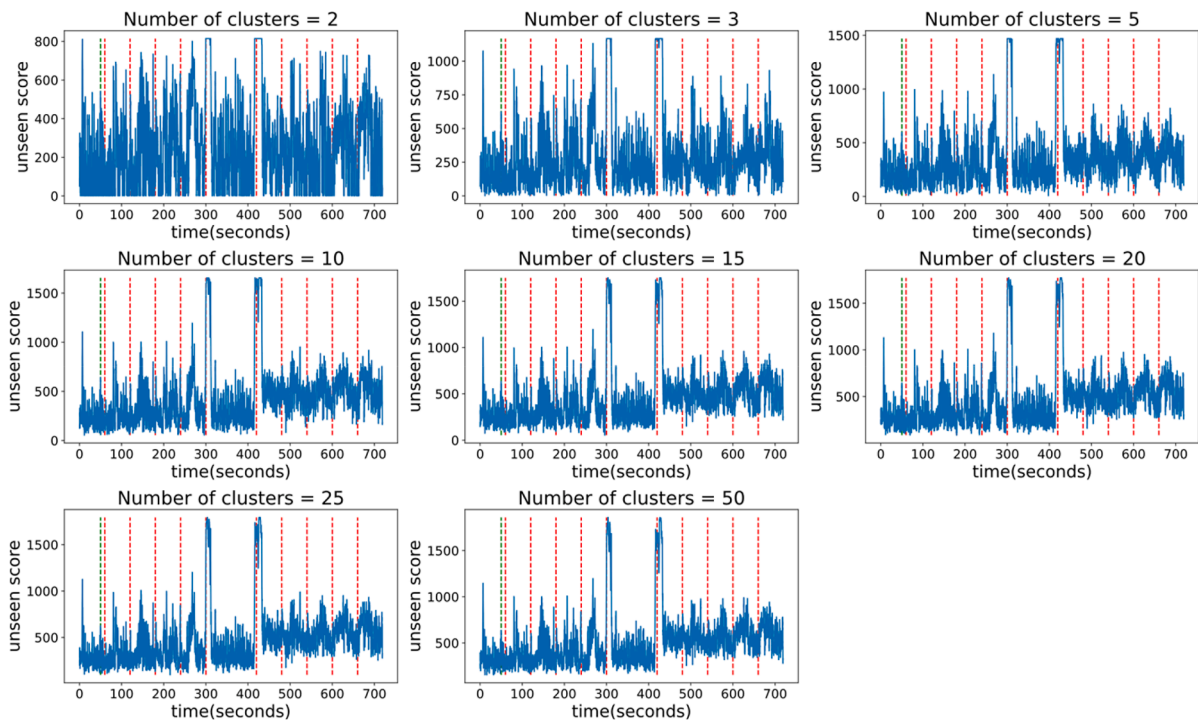 Number of clusters = 2
unseen score
800
600
400
200
0
0 100 200 300 400 500 600 700
time(seconds)
Number of clusters = 3
unseen score
1000
750
500
250
0
0 100 200 300 400 500 600 700
time(seconds)
Number of clusters = 5
unseen score
1500
1000
500
0
0 100 200 300 400 500 600 700
time(seconds)
Number of clusters = 10
unseen score
1500
1000
500
0
0 100 200 300 400 500 600 700
time(seconds)
Number of clusters = 15
unseen score
1500
1000
500
0
0 100 200 300 400 500 600 700
time(seconds)
Number of clusters = 20
unseen score
1500
1000
500
0
0 100 200 300 400 500 600 700
time(seconds)
Number of clusters = 25
unseen score
1500
1000
500
0 100 200 300 400 500 600 700
time(seconds)
Number of clusters = 50
unseen score
1500
1000
500
0 100 200 300 400 500 600 700
time(seconds)